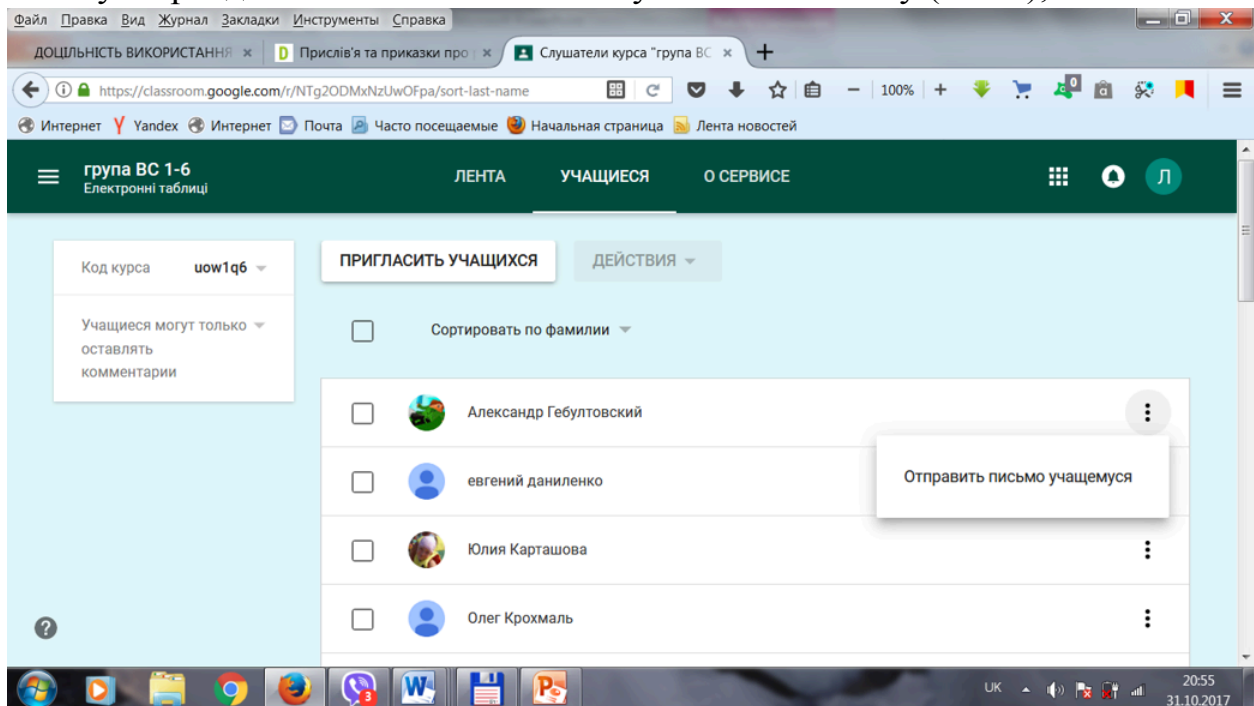 Файл Правка Вид Журнал Закладки Инструменты Справка
ДОЦІЛЬНІСТЬ ВИКОРИСТАННЯ × Прислів'я та приказки про × Слушатели курса "група ВС × +
https://classroom.google.com/r/NTg2ODMxNzUwOFpa/sort-last-name 100% 0
Интернет Yandex Интернет Почта Часто посещаемые Начальная страница Лента новостей
група ВС 1-6 ЛЕНТА УЧАЩИЕСЯ О СЕРВИСЕ Л
Електронні таблиці
Код курса uow1q6 ПРИГЛАСИТЬ УЧАЩИХСЯ ДЕЙСТВИЯ
Учащиеся могут только
оставлять
комментарии
Сортировать по фамилии
Александр Гебултовский
Отправить письмо учащемуся
евгений даниленко
Юлия Карташова
Олег Крохмаль
UK 20:55
31.10.2017